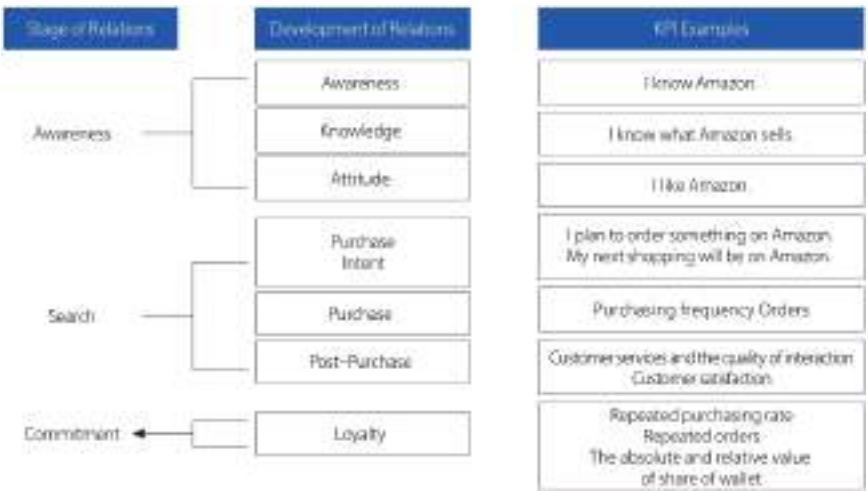 Stage of Relations
Development of Relations
KPI Examples
Awareness
Awareness
I know Amazon
Knowledge
I know what Amazon sells
Attitude
I like Amazon
Search
Purchase
Intent
I plan to order something on Amazon.
My next shopping will be on Amazon.
Purchase
Purchasing frequency Orders
Post-Purchase
Customer services and the quality of interaction
Customer satisfaction
Commitment
Loyalty
Repeated purchasing rate
Repeated orders
The absolute and relative value
of share of wallet